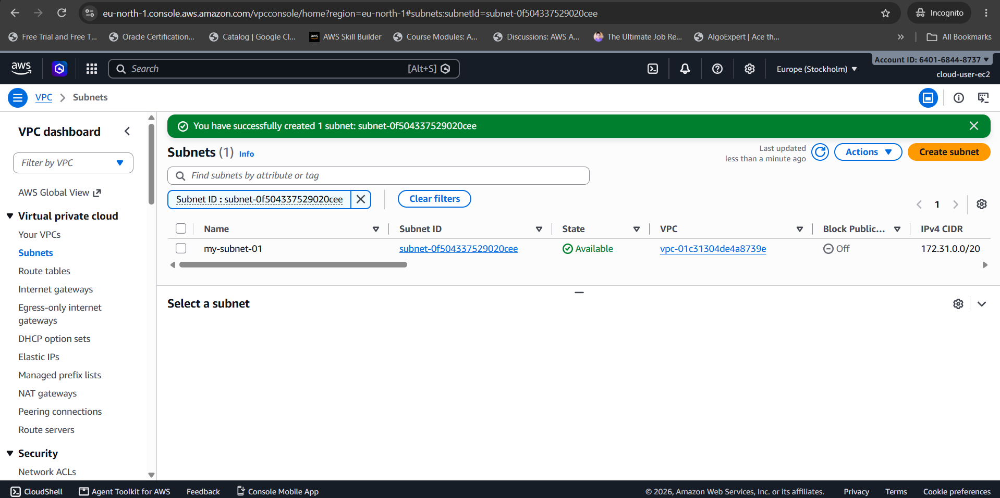 eu-north-1.console.aws.amazon.com/vpcconsole/home?region=eu-north-1#subnets:subnetId=subnet-0f504337529020cee
Incognito
Free Trial and Free T...
Oracle Certification...
Catalog | Google Cl...
aws
AWS Skill Builder
Course Modules: A...
Discussions: AWS A...
The Ultimate Job Re...
AlgoExpert | Ace th...
»
All Bookmarks
aws
Search
[Alt+S]
Europe (Stockholm)
Account ID: 6401-6844-8737
cloud-user-ec2
VPC
Subnets
VPC dashboard
Filter by VPC
AWS Global View
Virtual private cloud
Your VPCs
Subnets
Route tables
Internet gateways
Egress-only internet
gateways
DHCP option sets
Elastic IPs
Managed prefix lists
NAT gateways
Peering connections
Route servers
Security
Network ACLs
You have successfully created 1 subnet: subnet-0f504337529020cee
Subnets (1) Info
Last updated
less than a minute ago
Actions
Create subnet
Find subnets by attribute or tag
Subnet ID : subnet-0f504337529020cee
Clear filters
1
Name Subnet ID State VPC Block Public... IPv4 CIDR
my-subnet-01 subnet-0f504337529020cee Available vpc-01c31304de4a8739e Off 172.31.0.0/20
Select a subnet
CloudShell
Agent Toolkit for AWS
Feedback
Console Mobile App
© 2026, Amazon Web Services, Inc. or its affiliates.
Privacy
Terms
Cookie preferences